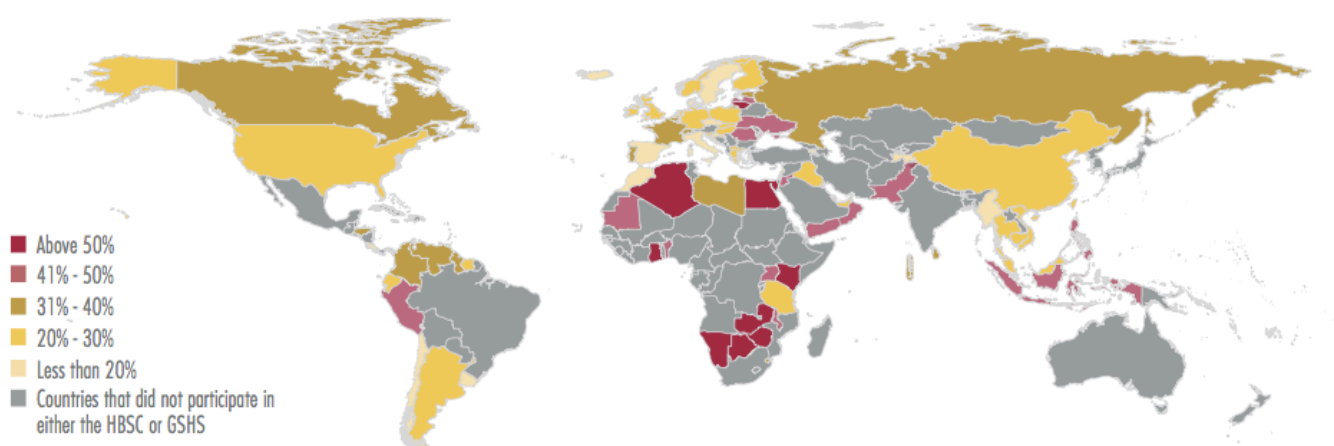 Above 50%
41% - 50%
31% - 40%
20% - 30%
Less than 20%
Countries that did not participate in
either the HBSC or GSHS